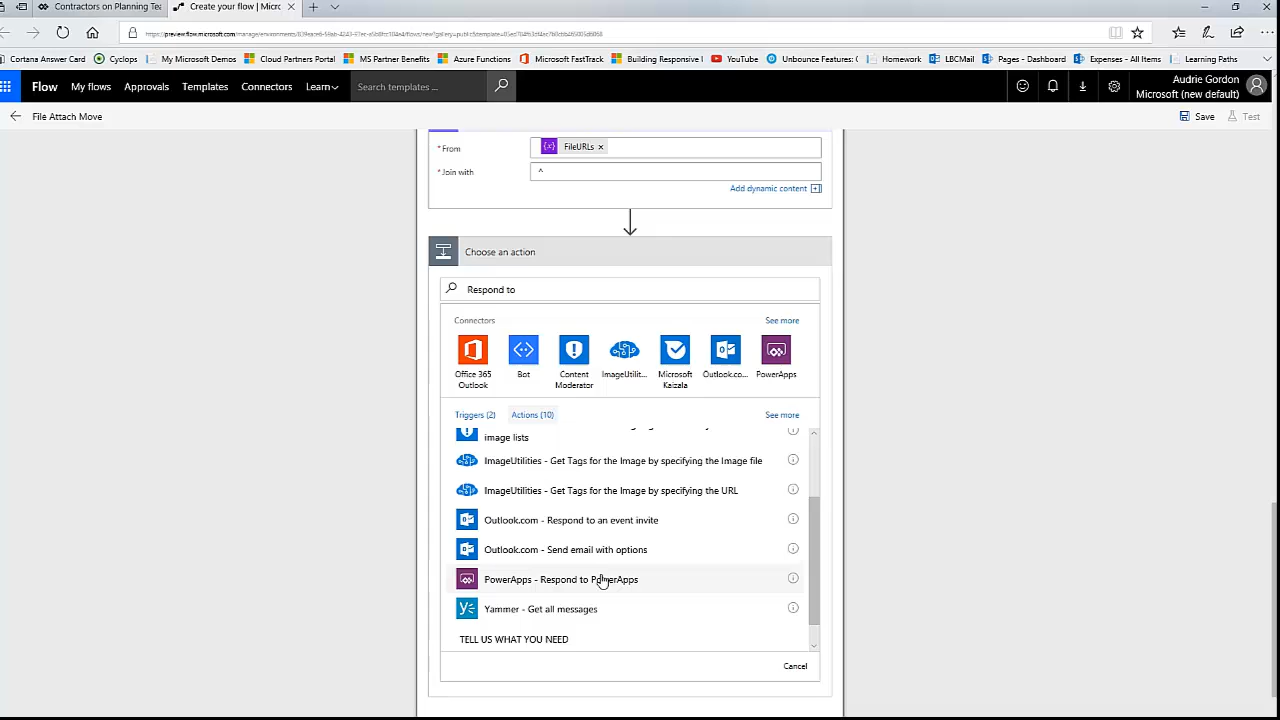 Contractors on Planning Tea
Create your flow | Micro
https://preview.flow.microsoft.com/manage/environments/
Cortana Answer Card
Cyclops
My Microsoft Demos
Cloud Partners Portal
MS Partner Benefits
Azure Functions
Microsoft FastTrack
Building Responsive I
YouTube
Unbounce Features: C
Homework
LBCMail
Pages - Dashboard
Expenses - All Items
Learning Paths
Flow
My flows
Approvals
Templates
Connectors
Learn
Search templates ...
Audrie Gordon
Microsoft (new default)
File Attach Move
Save
Test
*From
FileURLs
*Join with
^
Add dynamic content
Choose an action
Respond to
Connectors
See more
Office 365
Outlook
Bot
Content
Moderator
ImageUtilit...
Microsoft
Kaizala
Outlook.co...
PowerApps
Triggers (2)
Actions (10)
See more
image lists
ImageUtilities - Get Tags for the Image by specifying the Image file
ImageUtilities - Get Tags for the Image by specifying the URL
Outlook.com - Respond to an event invite
Outlook.com - Send email with options
PowerApps - Respond to PowerApps
Yammer - Get all messages
TELL US WHAT YOU NEED
Cancel